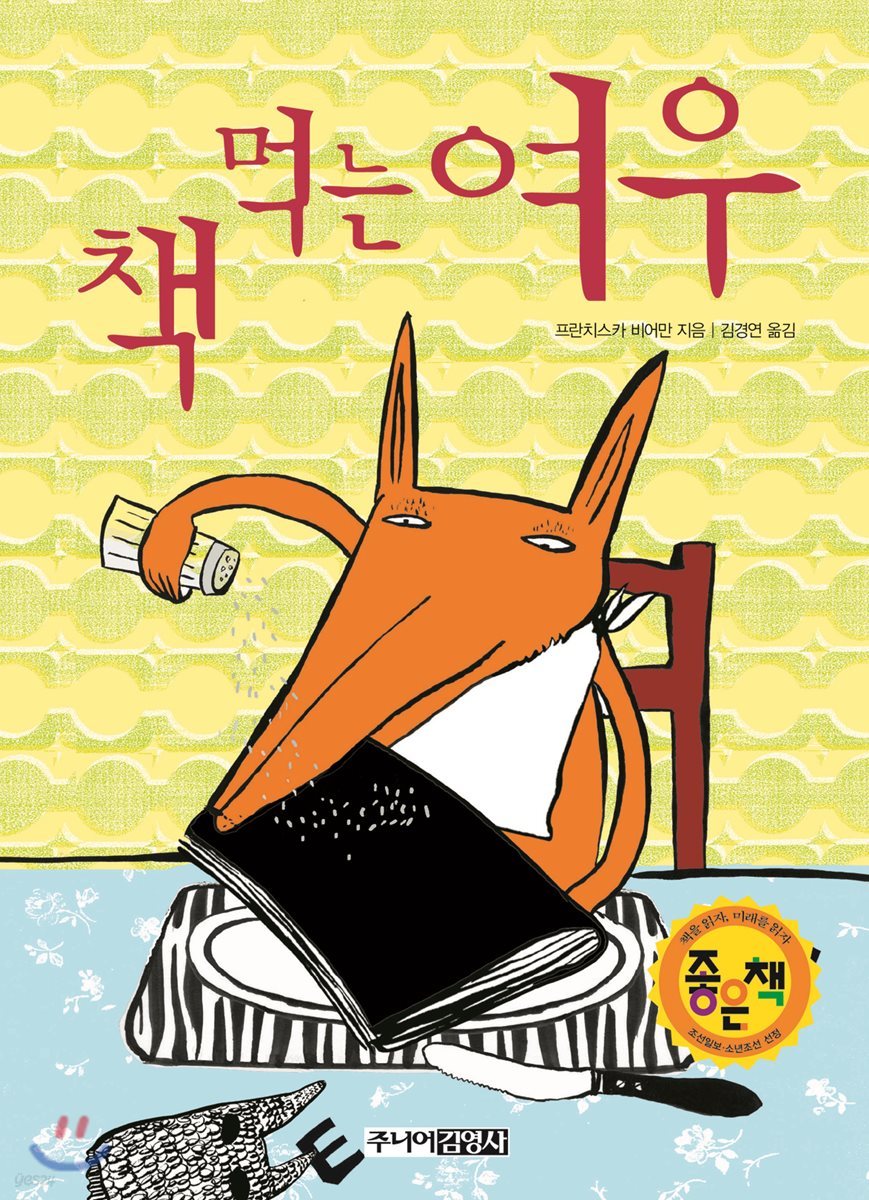 책 먹는 여우
프란치스카 비어만 지음 | 김경연 옮김
책을 읽자, 미래를 읽자
좋은책
조선일보·소년조선 선정
E
주니어김영사
yes24